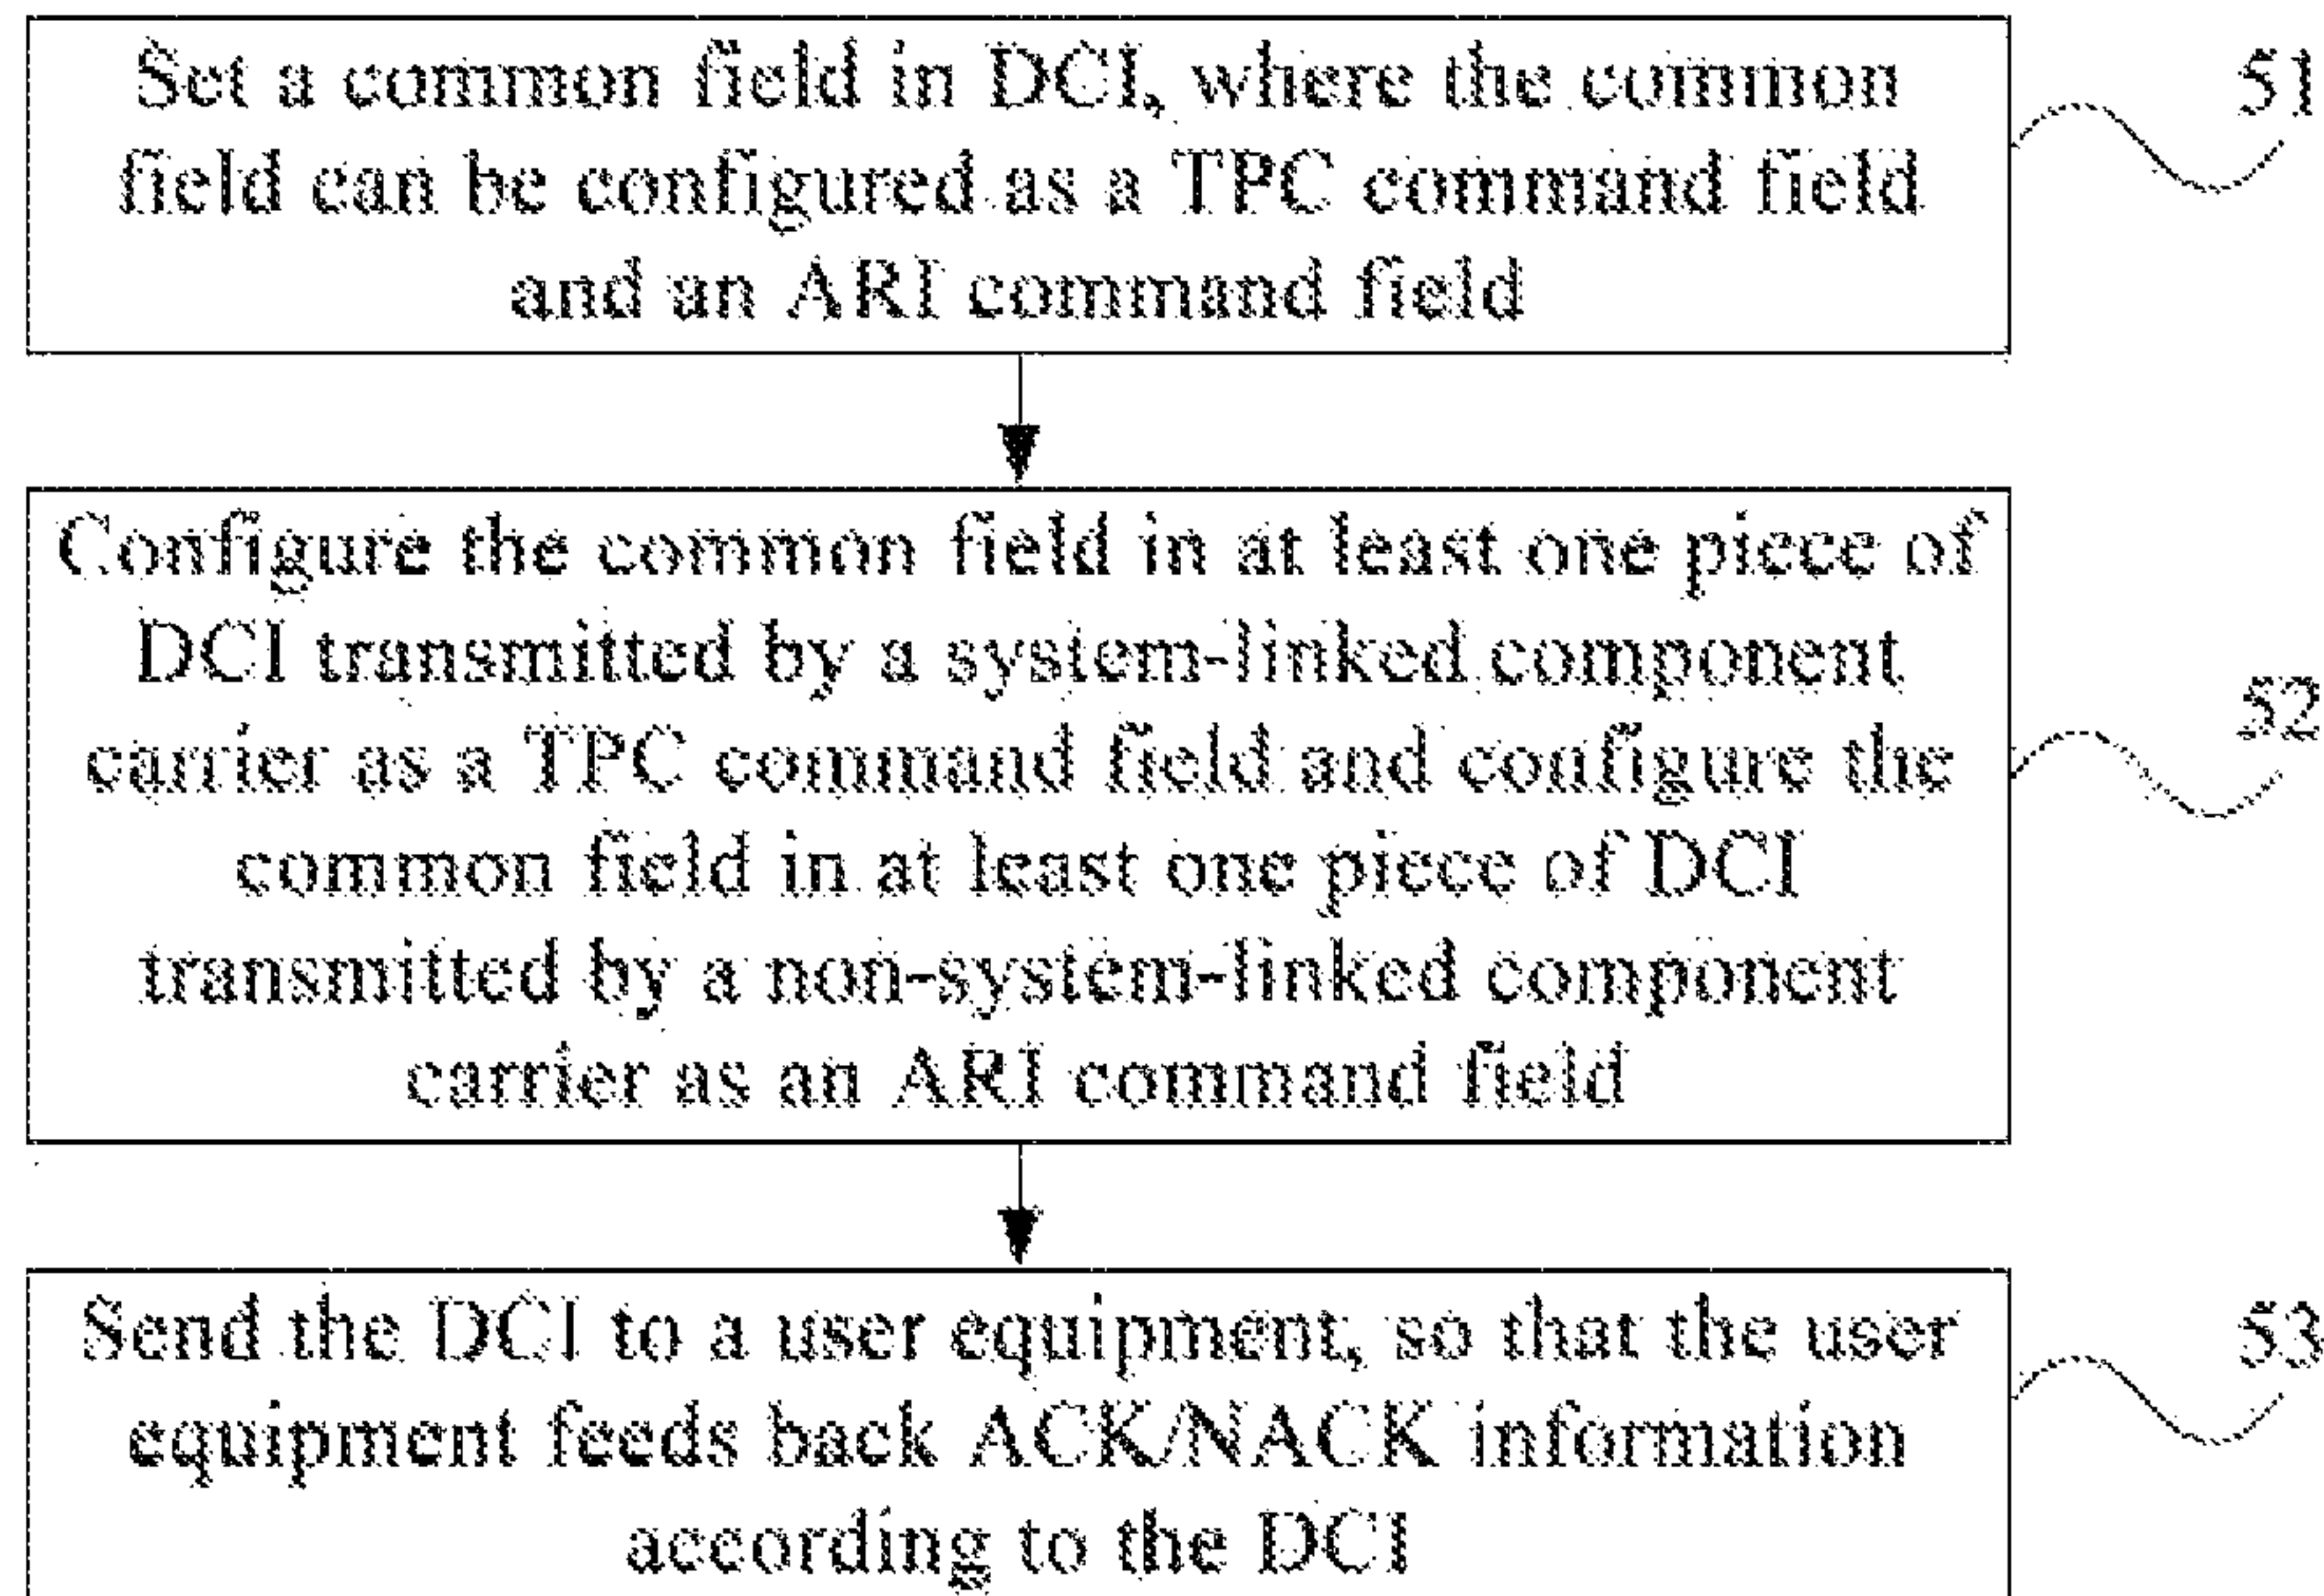 Set a common field in DCI, where the common
field can be configured as a TPC command field
and an ARI command field
51
Configure the common field in at least one piece of
DCI transmitted by a system-linked component
carrier as a TPC command field and configure the
common field in at least one piece of DCI
transmitted by a non-system-linked component
carrier as an ARI command field
52
Send the DCI to a user equipment, so that the user
equipment feeds back ACK/NACK information
according to the DCI
53